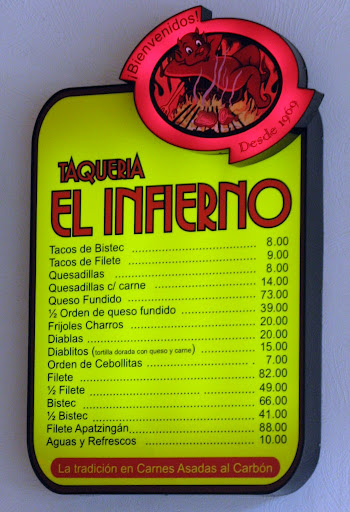 ¡Bienvenidos!
Desde 1969
TAQUERIA
EL INFIERNO
Tacos de Bistec 8.00
Tacos de Filete 9.00
Quesadillas 8.00
Quesadillas c/ carne 14.00
Queso Fundido 73.00
½ Orden de queso fundido 39.00
Frijoles Charros 20.00
Diablas 20.00
Diablitos (tortilla dorada con queso y carne) 15.00
Orden de Cebollitas 7.00
Filete 82.00
½ Filete 49.00
Bistec 66.00
½ Bistec 41.00
Filete Apatzingán 88.00
Aguas y Refrescos 10.00
La tradición en Carnes Asadas al Carbón